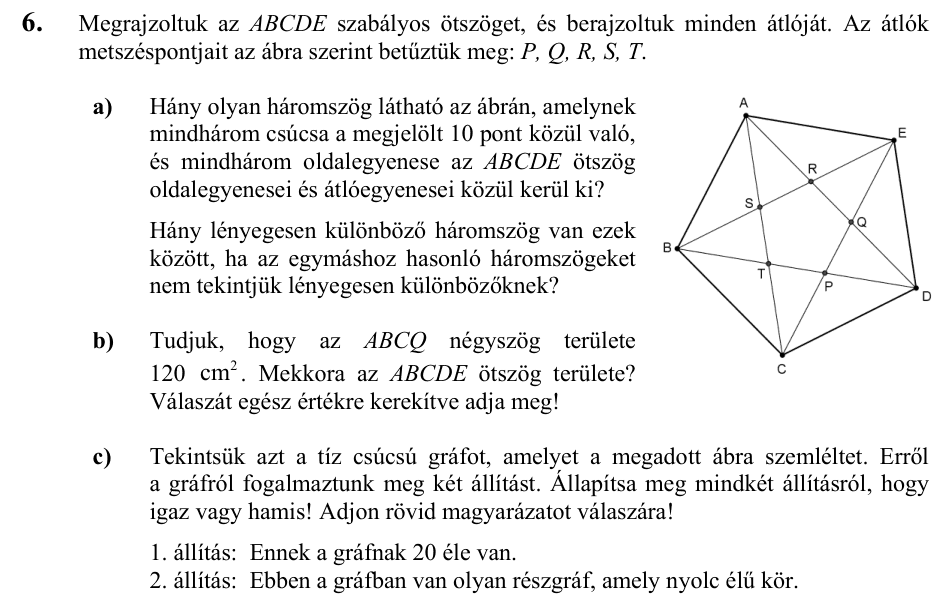 6. Megrajzoltuk az ABCDE szabályos ötszöget, és berajzoltuk minden átlóját. Az átlók
metszéspontjait az ábra szerint betűztük meg: P, Q, R, S, T.
a) Hány olyan háromszög látható az ábrán, amelynek
mindhárom csúcsa a megjelölt 10 pont közül való,
és mindhárom oldalegyenese az ABCDE ötszög
oldalegyenesei és átlóegyenesei közül kerül ki?
Hány lényegesen különböző háromszög van ezek
között, ha az egymáshoz hasonló háromszögeket
nem tekintjük lényegesen különbözőknek?
b) Tudjuk, hogy az ABCQ négyszög területe
120 cm². Mekkora az ABCDE ötszög területe?
Válaszát egész értékre kerekítve adja meg!
A
E
R
S
Q
B
T
P
D
C
c) Tekintsük azt a tíz csúcsú gráfot, amelyet a megadott ábra szemléltet. Erről
a gráfról fogalmaztunk meg két állítást. Állapítsa meg mindkét állításról, hogy
igaz vagy hamis! Adjon rövid magyarázatot válaszára!
1. állítás: Ennek a gráfnak 20 éle van.
2. állítás: Ebben a gráfban van olyan részgráf, amely nyolc élű kör.